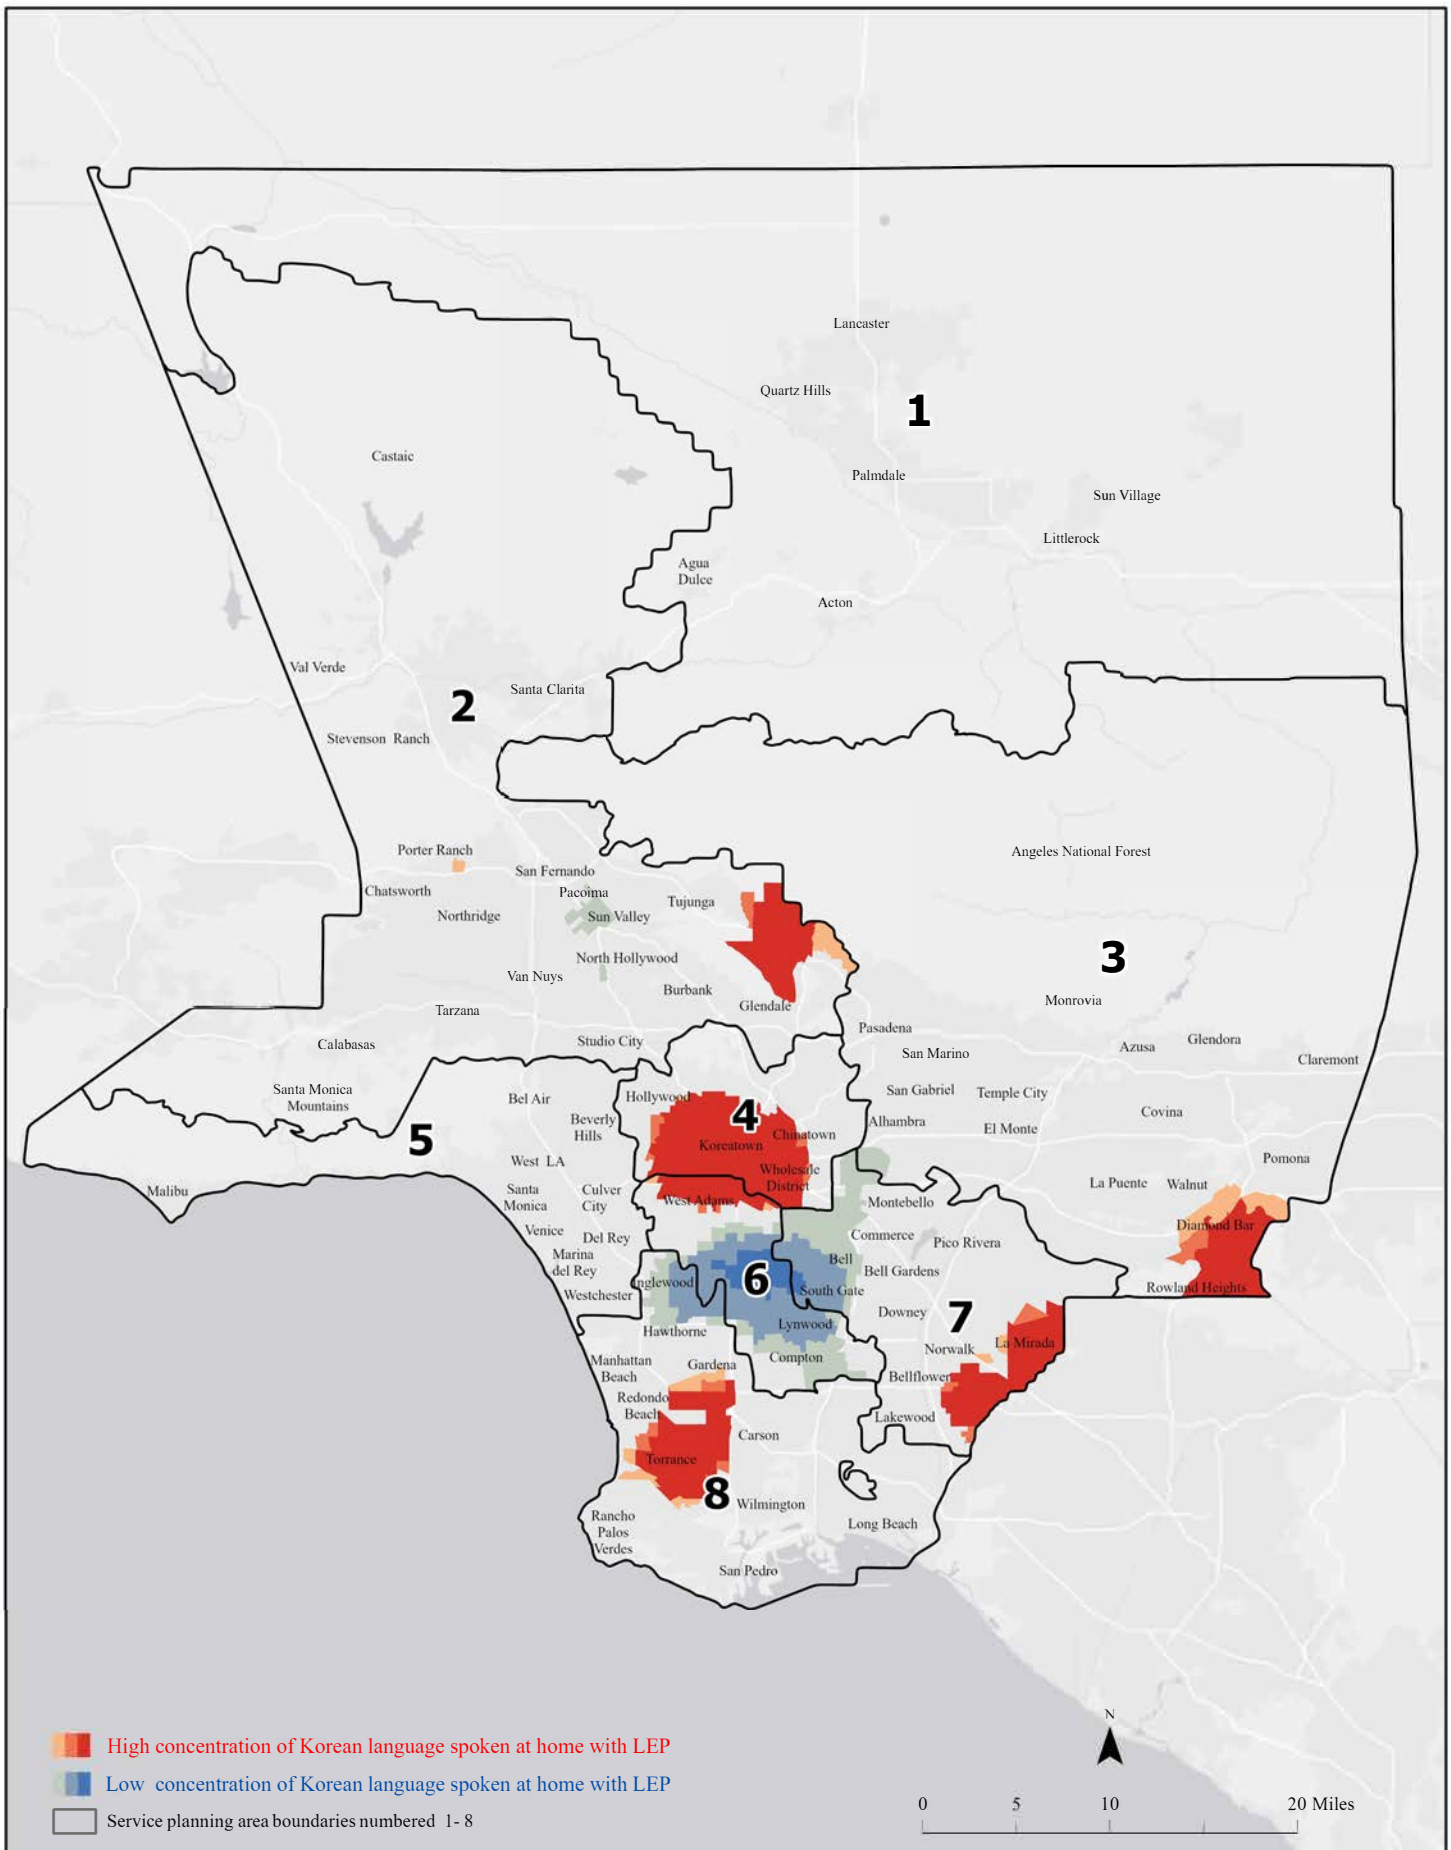 Lancaster
Quartz Hills
1
Castaic
Palmdale
Sun Village
Littlerock
Agua
Dulce
Acton
Val Verde
Santa Clarita
2
Stevenson Ranch
Porter Ranch
Angeles National Forest
San Fernando
Chatsworth
Pacoima
Tujunga
Northridge
Sun Valley
3
North Hollywood
Van Nuys
Burbank
Monrovia
Glendale
Tarzana
Pasadena
Studio City
Calabasas
San Marino
Azusa
Glendora
Claremont
Santa Monica
Mountains
Bel Air
Hollywood
San Gabriel
Temple City
4
Beverly
Hills
Covina
Alhambra
El Monte
Chinatown
5
Koreatown
West LA
Wholesale
District
Pomona
La Puente
Walnut
Malibu
Santa
Monica
Culver
City
West Adams
Montebello
Diamond Bar
Venice
Del Rey
Commerce
Pico Rivera
Marina
del Rey
Bell
Bell Gardens
6
Inglewood
South Gate
Rowland Heights
Westchester
Downey
7
Hawthorne
Lynwood
La Mirada
Norwalk
Manhattan
Beach
Gardena
Compton
Bellflower
Redondo
Beach
Lakewood
Carson
Torrance
8
Wilmington
Rancho
Palos
Verdes
Long Beach
San Pedro
N
High concentration of Korean language spoken at home with LEP
Low concentration of Korean language spoken at home with LEP
Service planning area boundaries numbered 1- 8
0 5 10 20 Miles